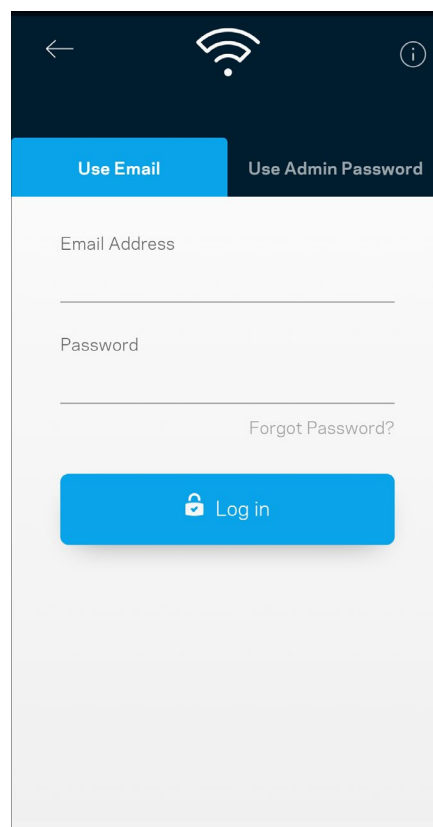 Use Email
Use Admin Password
Email Address
Password
Forgot Password?
Log in